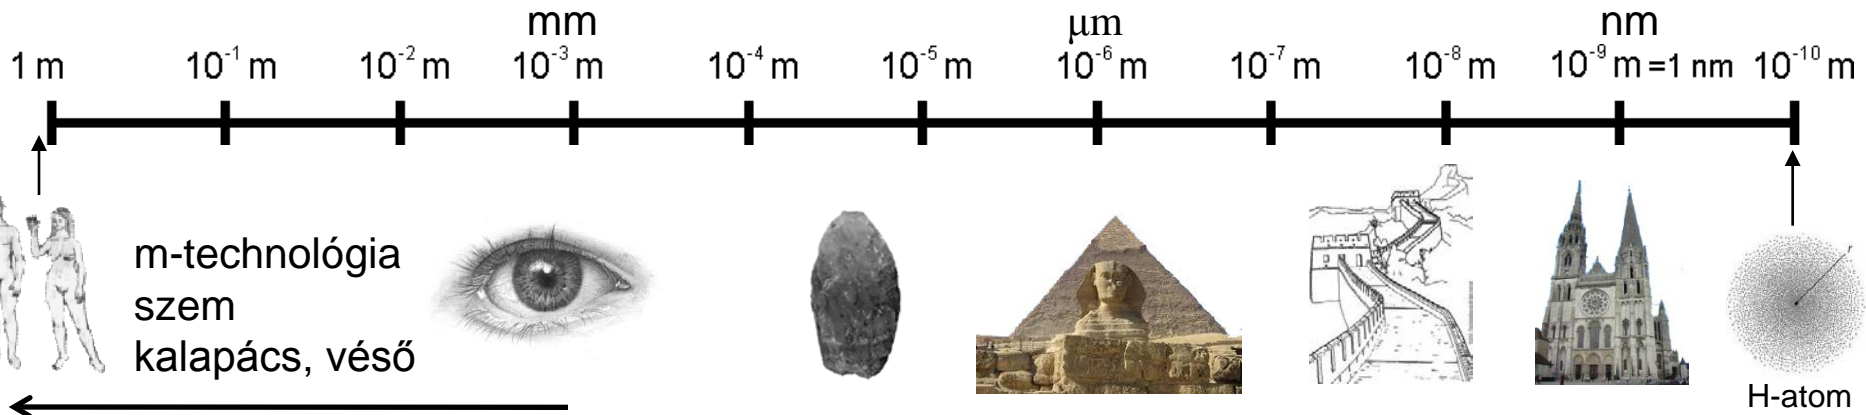 mm μm nm
1 m 10⁻¹ m 10⁻² m 10⁻³ m 10⁻⁴ m 10⁻⁵ m 10⁻⁶ m 10⁻⁷ m 10⁻⁸ m 10⁻⁹ m =1 nm 10⁻¹⁰ m
m-technológia
szem
kalapács, véső
r
H-atom